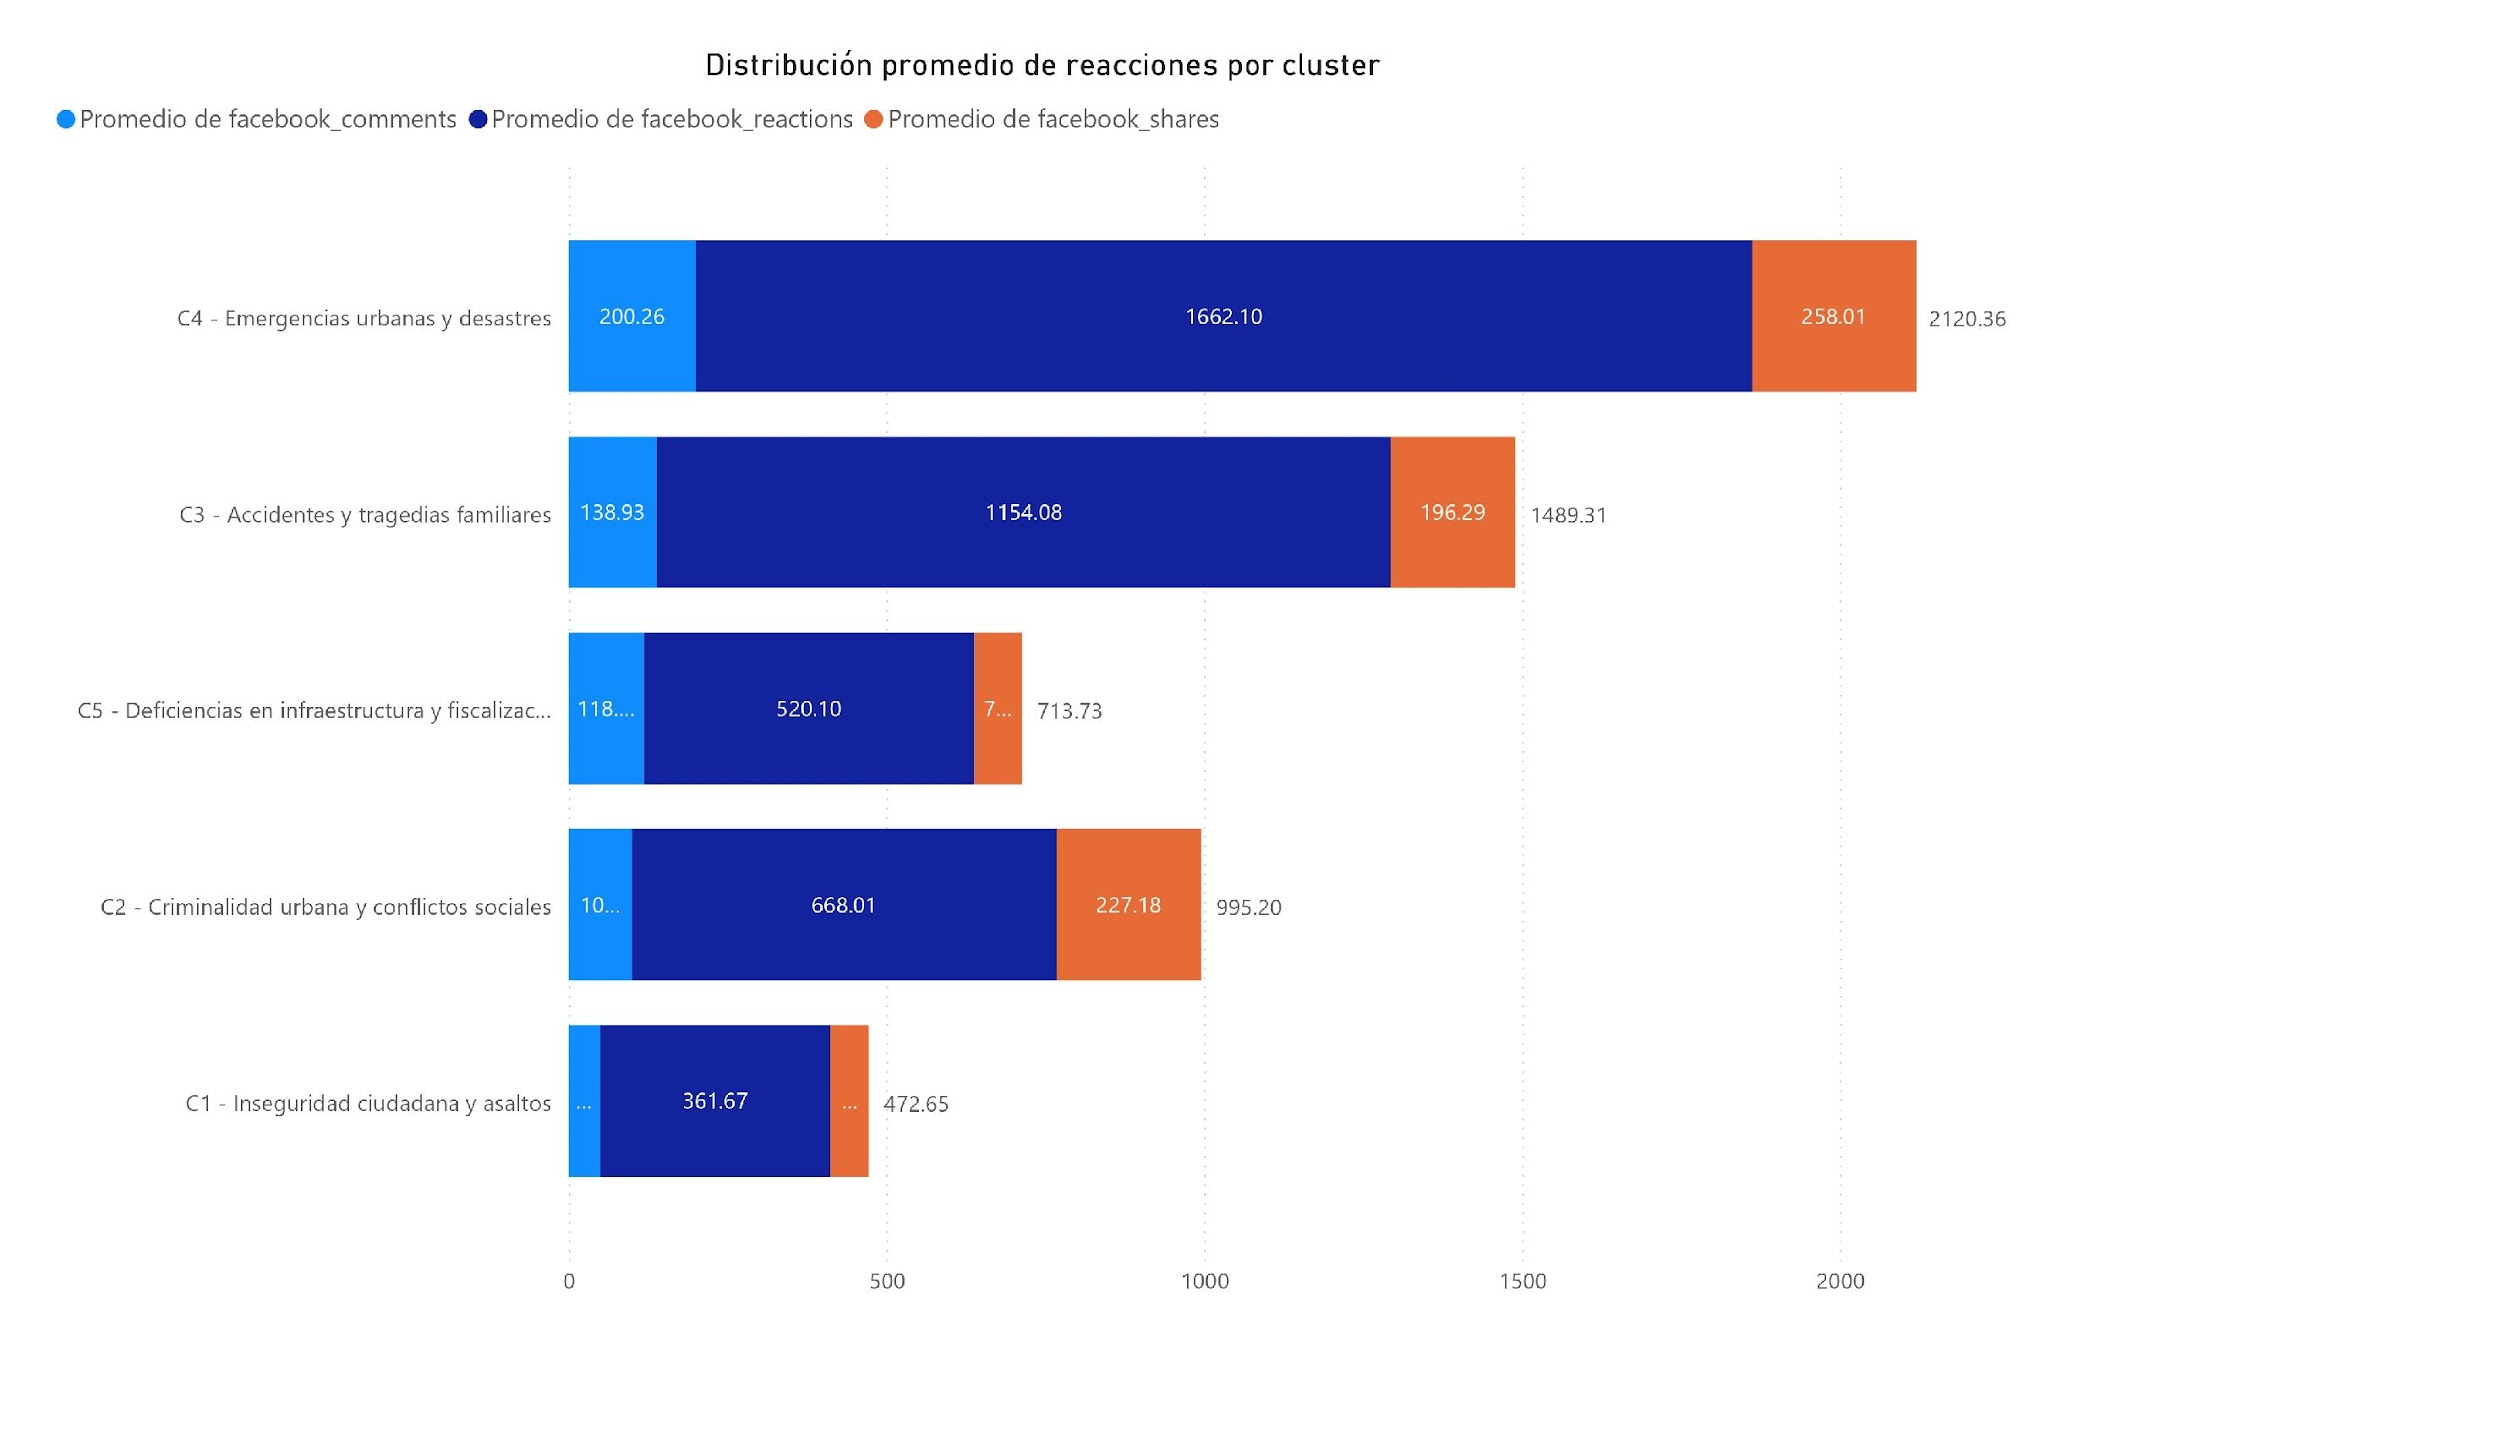 Distribución promedio de reacciones por cluster
Promedio de facebook_comments Promedio de facebook_reactions Promedio de facebook_shares
C4 - Emergencias urbanas y desastres 200.26 1662.10 258.01 2120.36
C3 - Accidentes y tragedias familiares 138.93 1154.08 196.29 1489.31
C5 - Deficiencias en infraestructura y fiscalizac... 118.... 520.10 7... 713.73
C2 - Criminalidad urbana y conflictos sociales 10... 668.01 227.18 995.20
C1 - Inseguridad ciudadana y asaltos ... 361.67 ... 472.65
0 500 1000 1500 2000